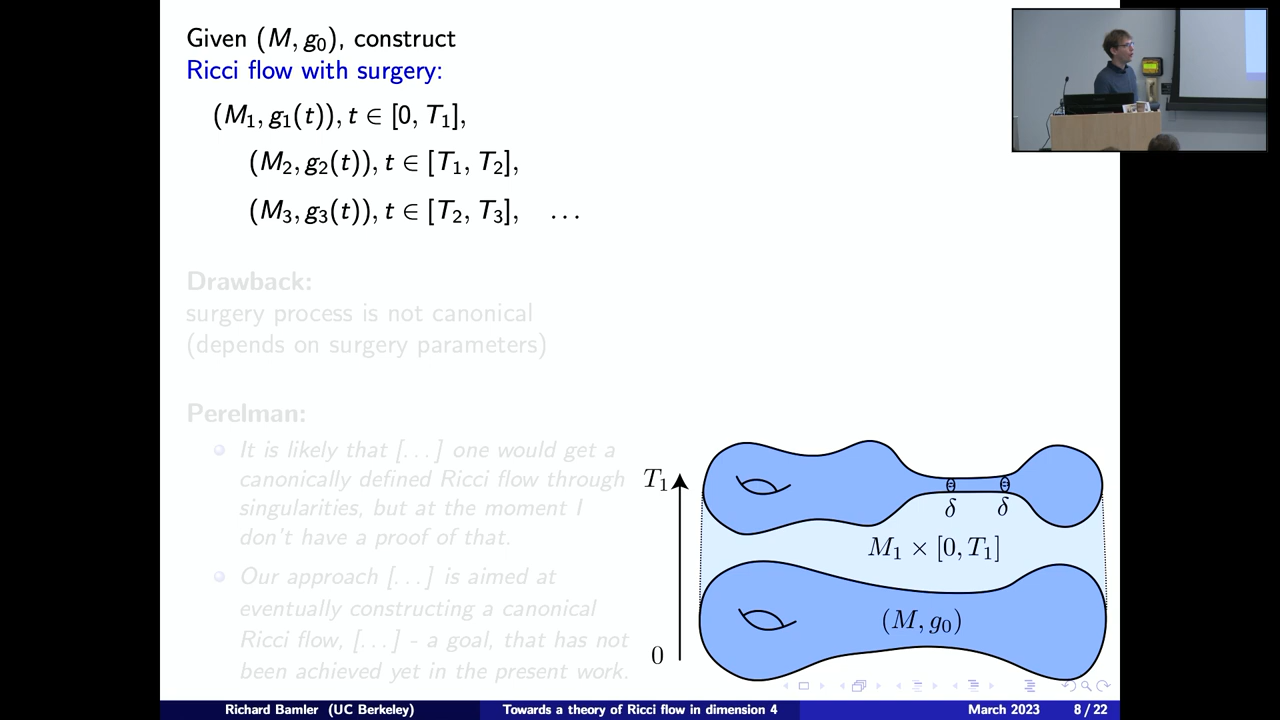 Given (M, g₀), construct
Ricci flow with surgery:
(M₁, g₁(t)), t ∈ [0, T₁],
(M₂, g₂(t)), t ∈ [T₁, T₂],
(M₃, g₃(t)), t ∈ [T₂, T₃], ...
Drawback:
surgery process is not canonical
(depends on surgery parameters)
Perelman:
It is likely that [...] one would get a
canonically defined Ricci flow through
singularities, but at the moment I
don't have a proof of that.
Our approach [...] is aimed at
eventually constructing a canonical
Ricci flow, [...] - a goal, that has not
been achieved yet in the present work.
T₁
δ δ
M₁ × [0, T₁]
(M, g₀)
0
Richard Bamler (UC Berkeley) Towards a theory of Ricci flow in dimension 4 March 2023 8 / 22